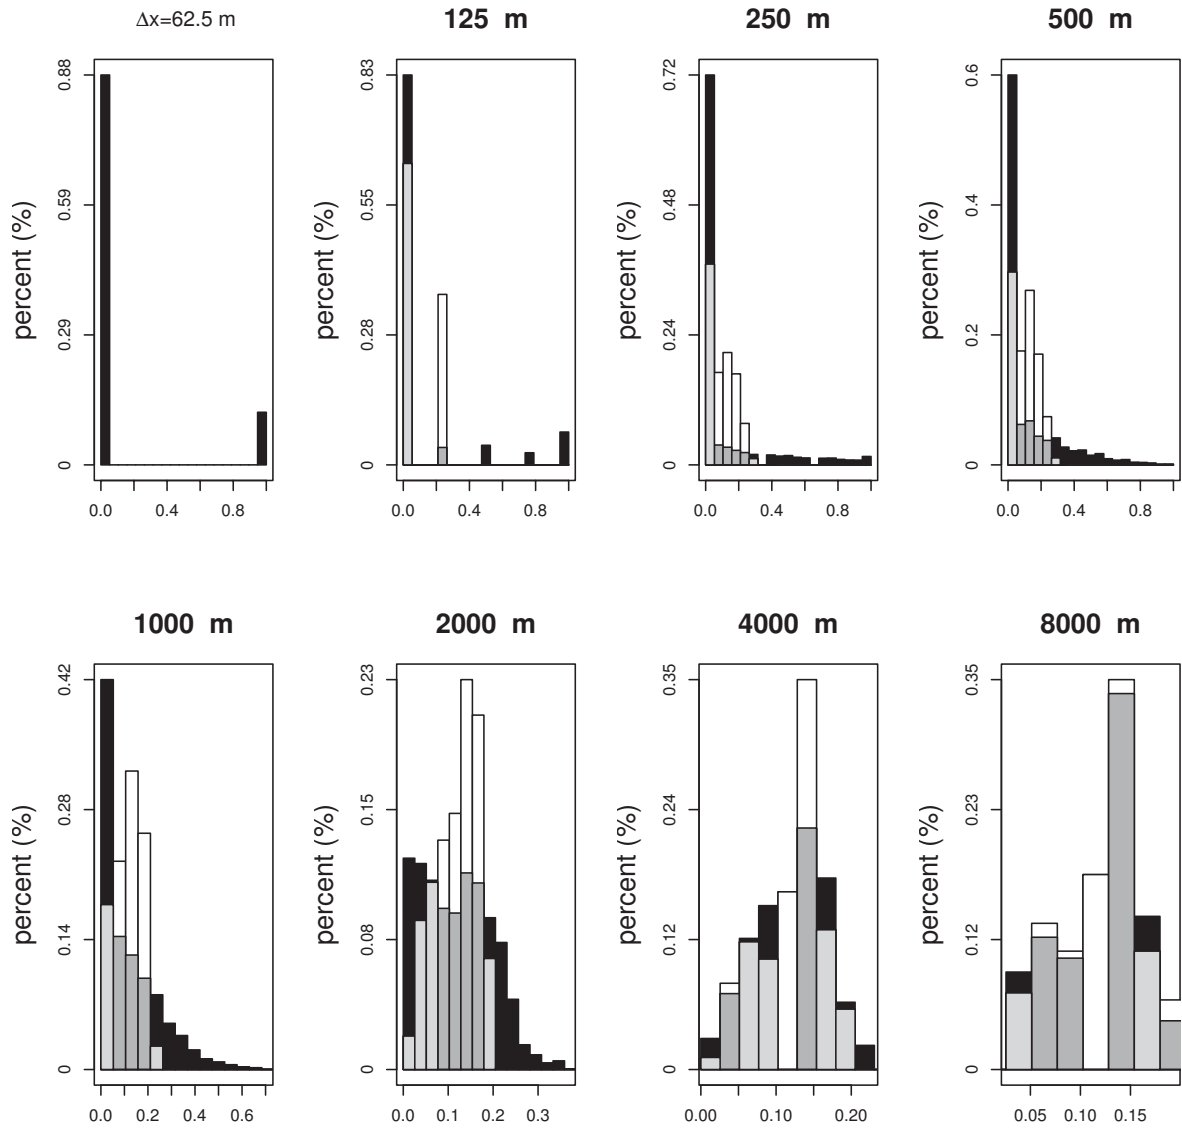 Δx=62.5 m
125 m
250 m
500 m
percent (%)
0.88
0.59
0.29
0
0.0 0.4 0.8
percent (%)
0.83
0.55
0.28
0
0.0 0.4 0.8
percent (%)
0.72
0.48
0.24
0
0.0 0.4 0.8
percent (%)
0.6
0.4
0.2
0
0.0 0.4 0.8
1000 m
2000 m
4000 m
8000 m
percent (%)
0.42
0.28
0.14
0
0.0 0.2 0.4 0.6
percent (%)
0.23
0.15
0.08
0
0.0 0.1 0.2 0.3
percent (%)
0.35
0.24
0.12
0
0.00 0.10 0.20
percent (%)
0.35
0.23
0.12
0
0.05 0.10 0.15